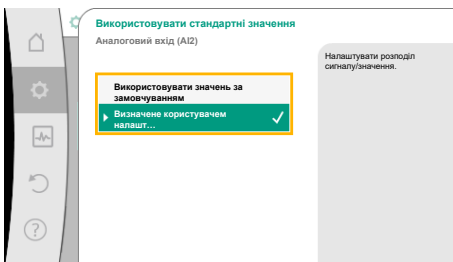 Використовувати стандартні значення
Аналоговий вхід (AI2)
Налаштувати розподіл
сигналу/значення.
Використовувати значень за
замовчуванням
Визначене користувачем
налашт...